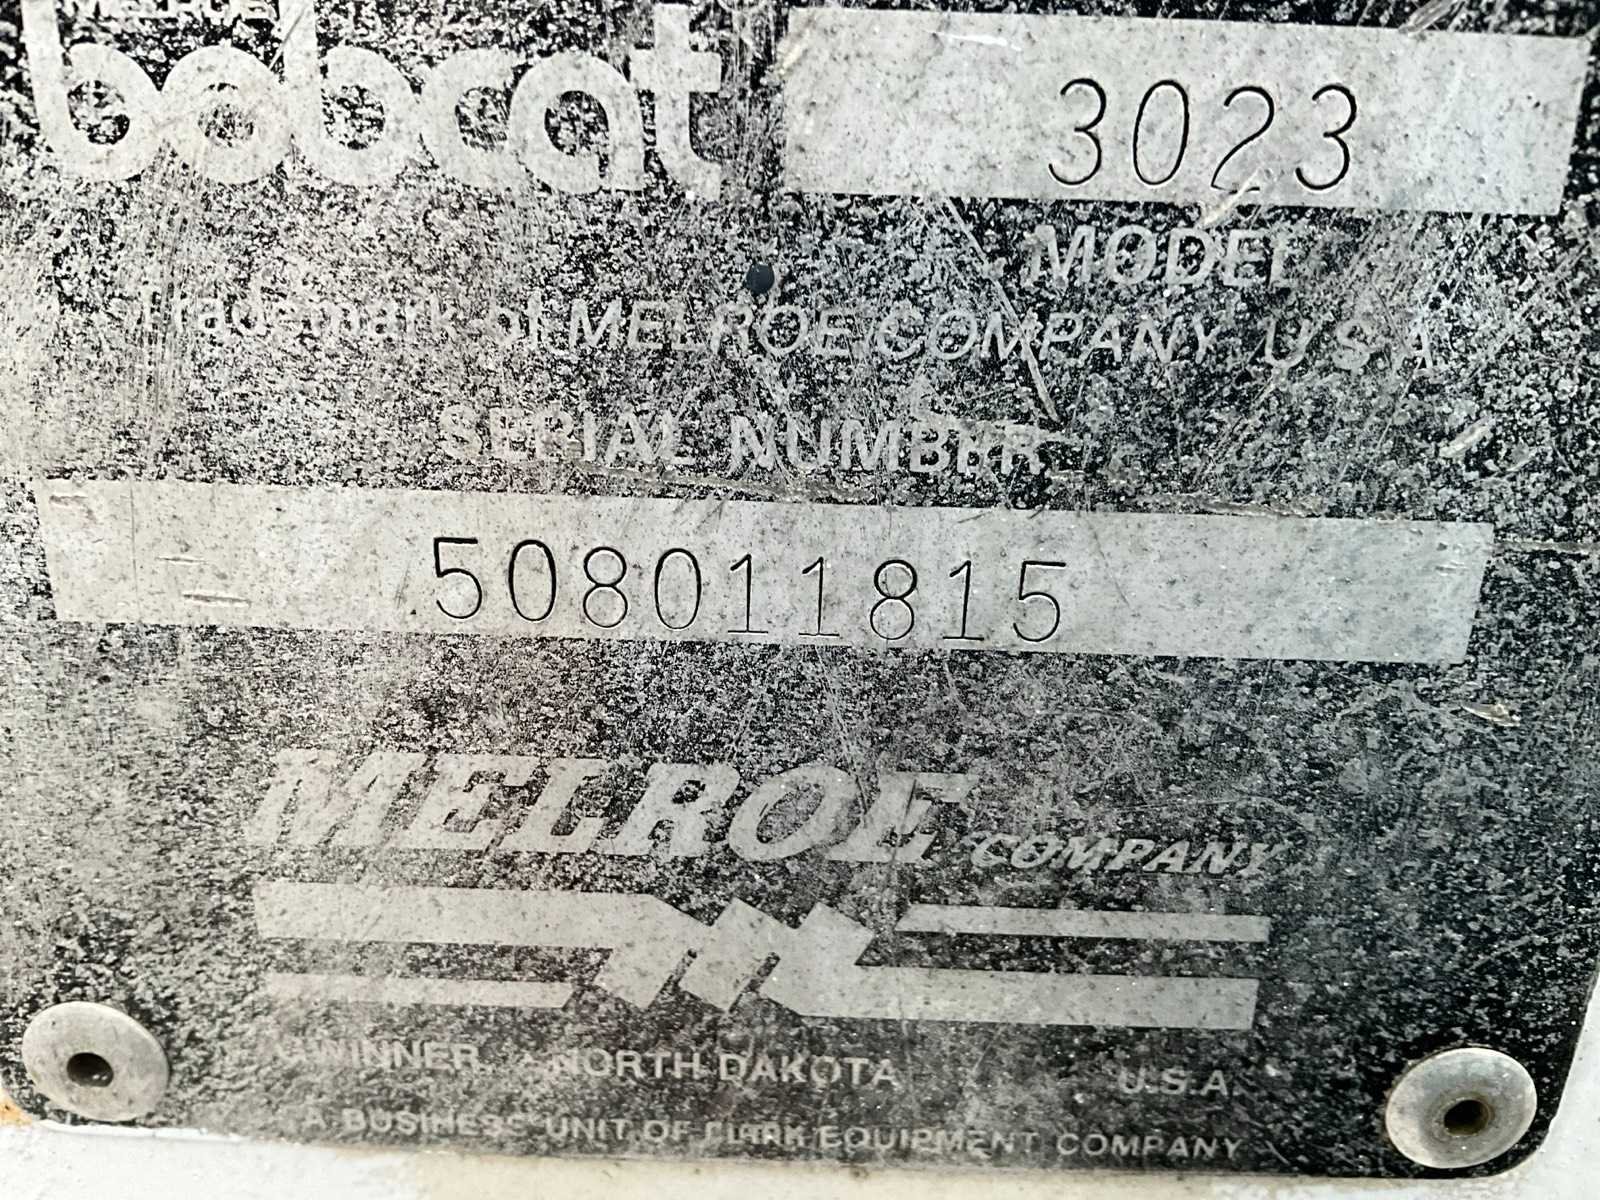 MELROE
bobcat
3023
MODEL
Trademark of MELROE COMPANY U.S.A
SERIAL NUMBER
508011815
MELROE COMPANY
GWINNER, NORTH DAKOTA U.S.A.
A BUSINESS UNIT OF CLARK EQUIPMENT COMPANY